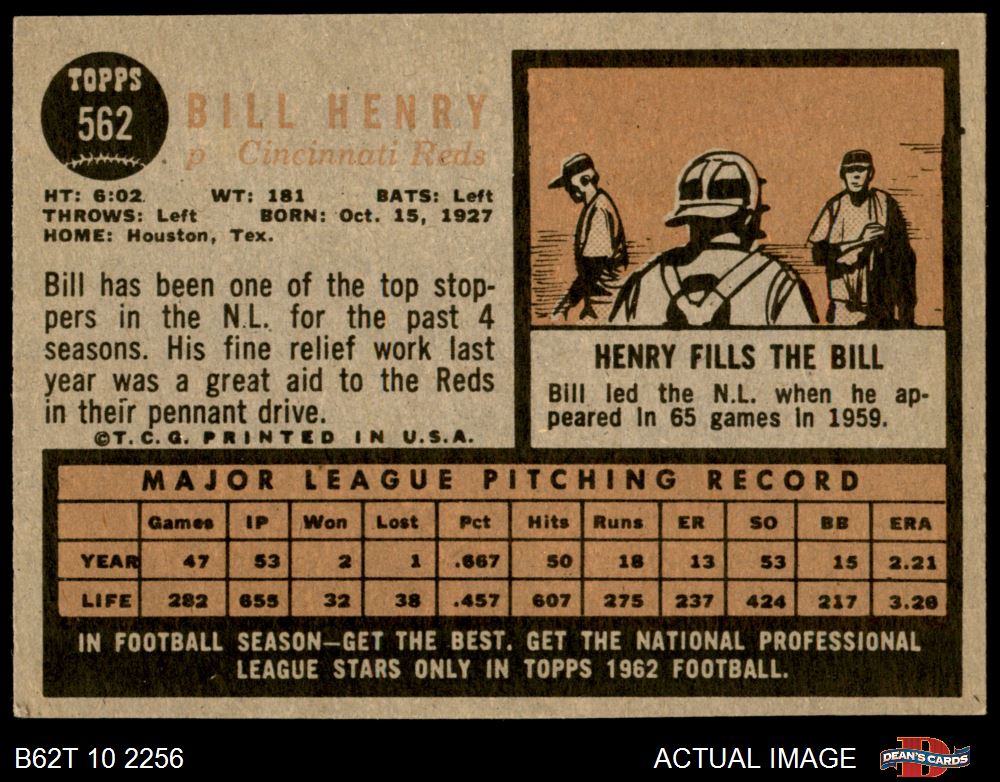 TOPPS
562
BILL HENRY
p Cincinnati Reds
HT: 6:02 WT: 181 BATS: Left
THROWS: Left BORN: Oct. 15, 1927
HOME: Houston, Tex.
Bill has been one of the top stop-
pers in the N.L. for the past 4
seasons. His fine relief work last
year was a great aid to the Reds
in their pennant drive.
©T.C.G. PRINTED IN U.S.A.
HENRY FILLS THE BILL
Bill led the N.L. when he ap-
peared in 65 games in 1959.
MAJOR LEAGUE PITCHING RECORD
Games IP Won Lost Pct Hits Runs ER SO BB ERA
YEAR 47 53 2 1 .667 50 18 13 53 15 2.21
LIFE 282 655 32 38 .457 607 275 237 424 217 3.26
IN FOOTBALL SEASON—GET THE BEST. GET THE NATIONAL PROFESSIONAL
LEAGUE STARS ONLY IN TOPPS 1962 FOOTBALL.
B62T 10 2256 ACTUAL IMAGE DEAN'S CARDS